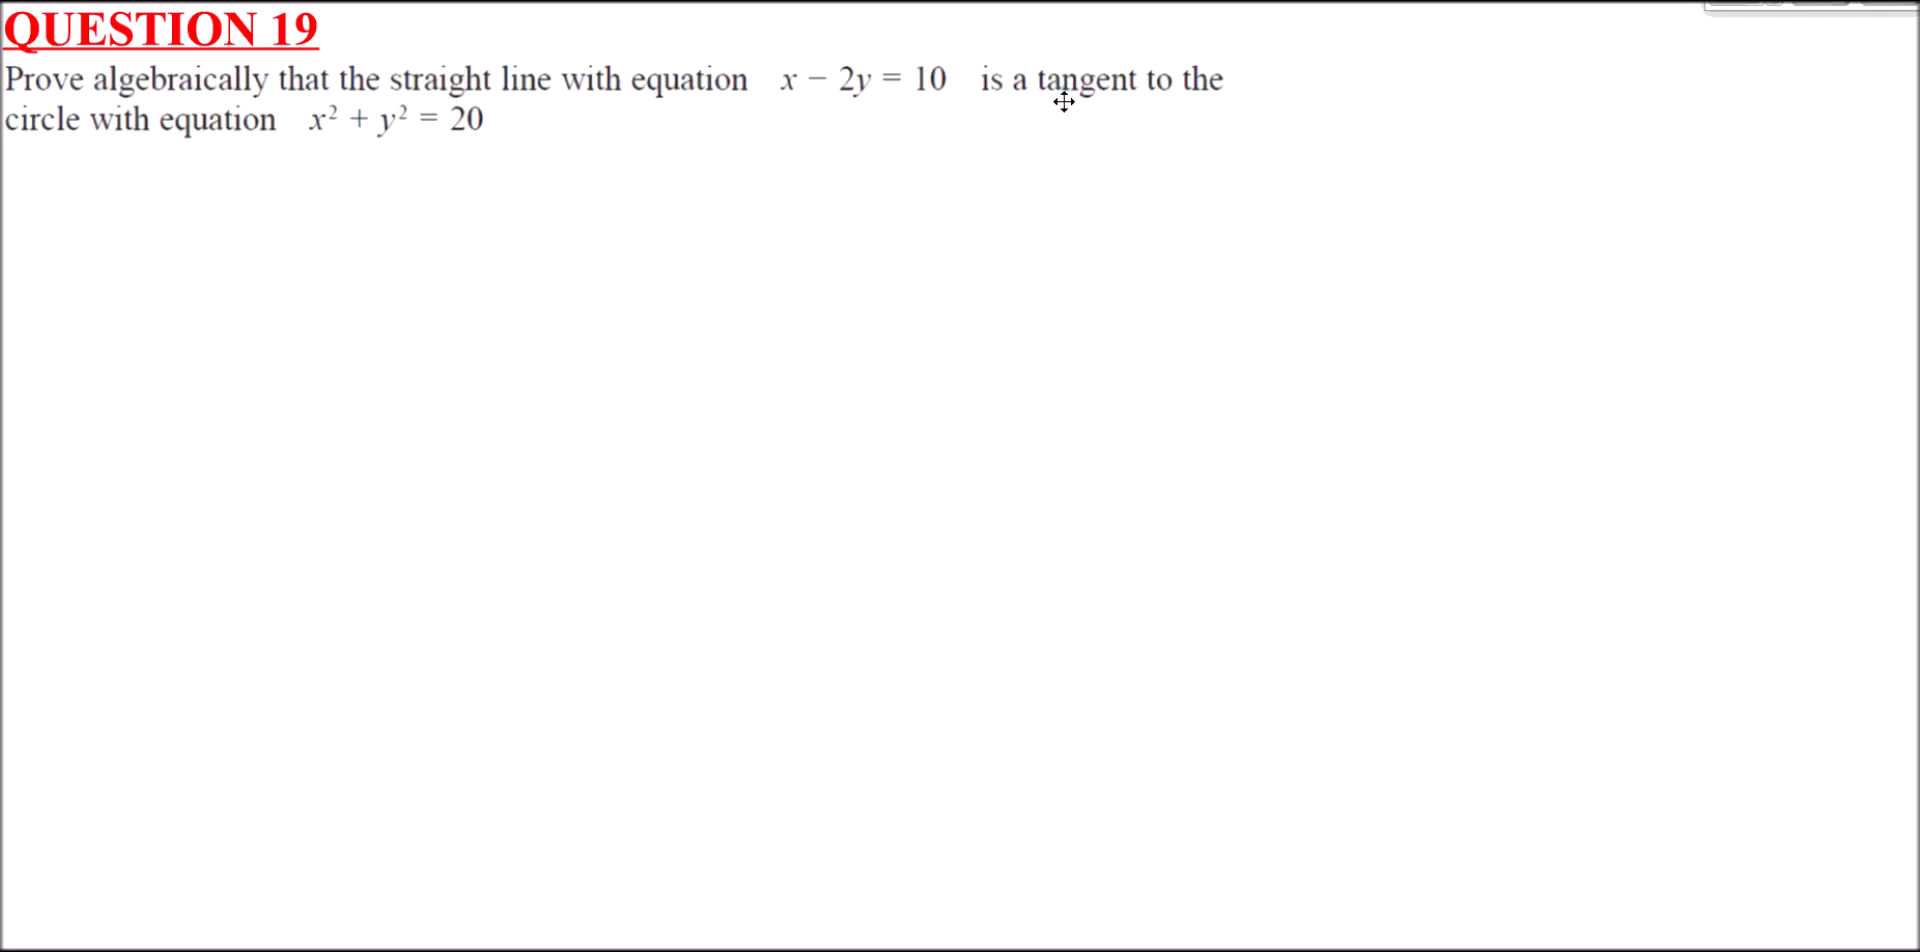 QUESTION 19
Prove algebraically that the straight line with equation x − 2y = 10 is a tangent to the
circle with equation x² + y² = 20